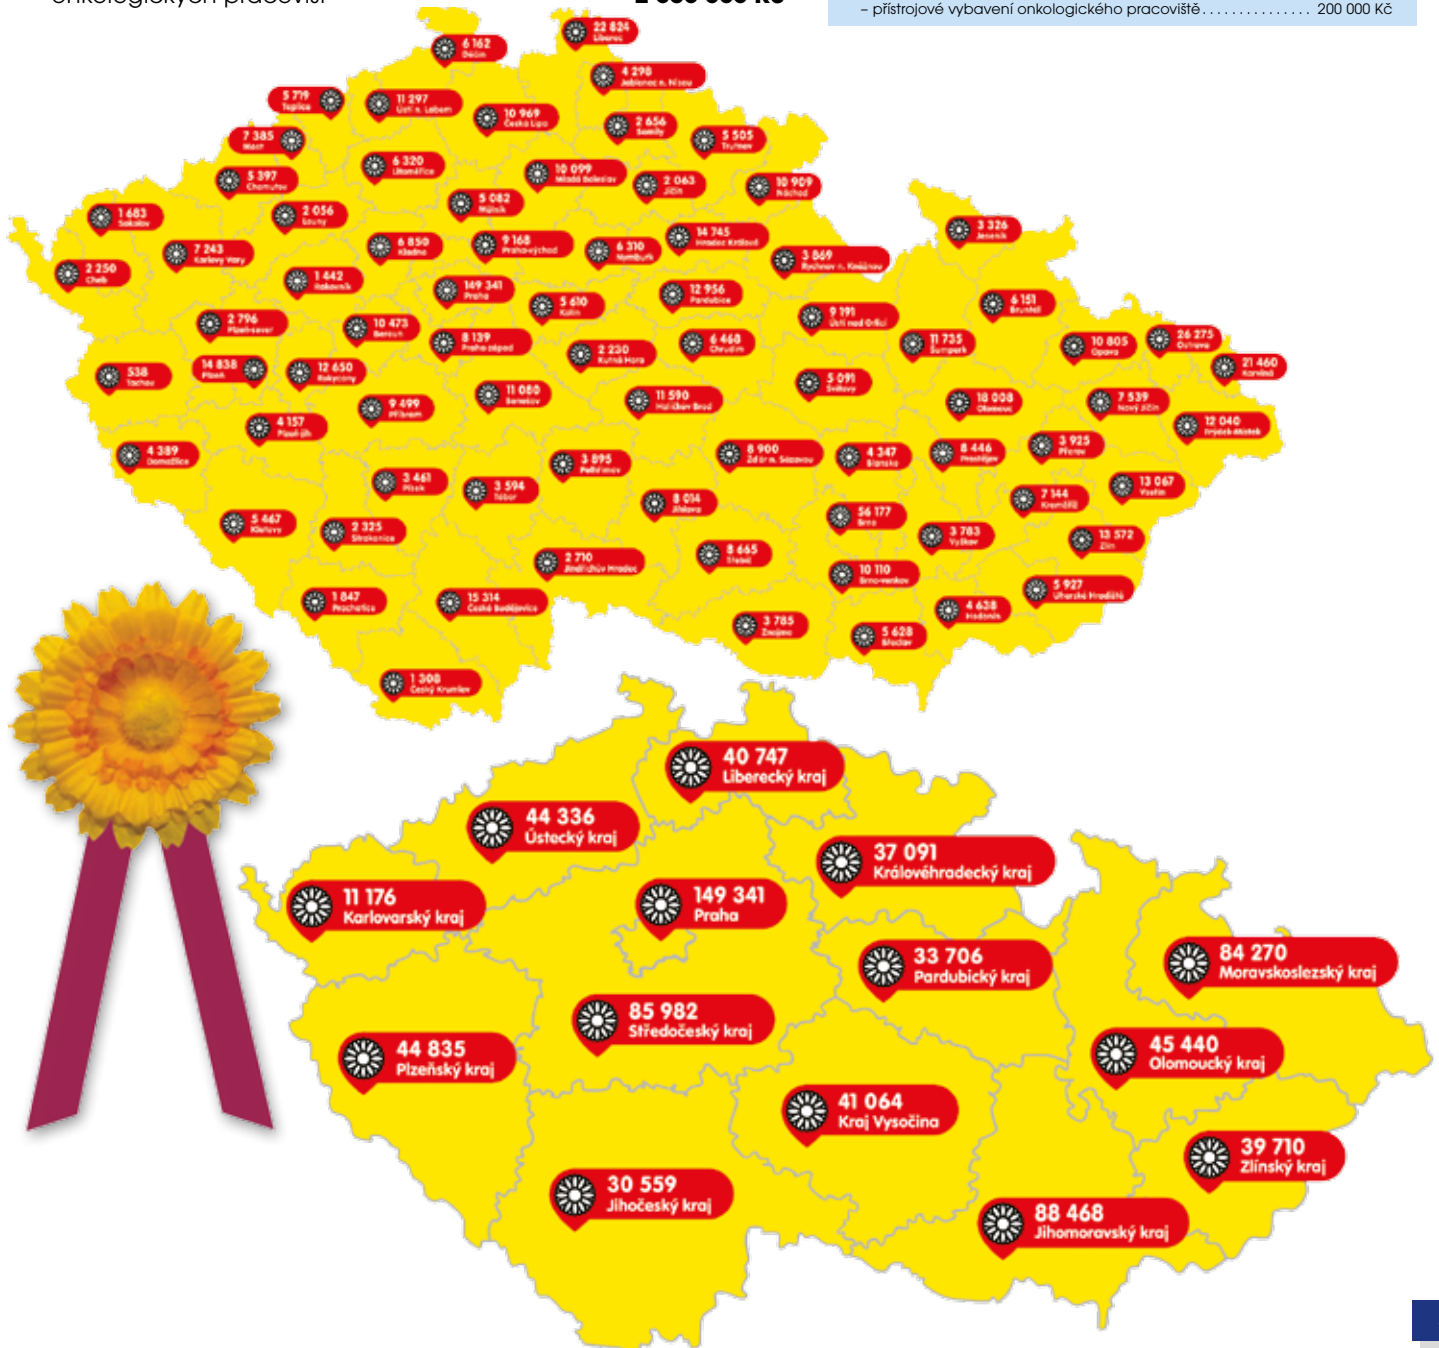 onkologických pracovišť
– přístrojové vybavení onkologického pracoviště . . . . . . . . . . . . . . 200 000 Kč
22 824
Liberec
6 162
Děčín
4 298
Jablonec n. Nisou
5 719
Teplice
11 297
Ústí n. Labem
10 969
Česká Lípa
2 656
Semily
5 505
Trutnov
7 385
Most
6 320
Litoměřice
10 099
Mladá Boleslav
2 063
Jičín
10 909
Náchod
5 397
Chomutov
5 082
Mělník
1 683
Sokolov
2 056
Louny
7 243
Karlovy Vary
6 850
Kladno
9 168
Praha-východ
6 310
Nymburk
14 745
Hradec Králové
3 326
Jeseník
2 250
Cheb
1 442
Rakovník
149 341
Praha
5 610
Kolín
12 956
Pardubice
3 869
Rychnov n. Kněžnou
6 151
Bruntál
2 796
Plzeň-sever
10 473
Beroun
8 139
Praha-západ
2 230
Kutná Hora
6 468
Chrudim
9 191
Ústí nad Orlicí
11 735
Šumperk
10 805
Opava
26 275
Ostrava
21 460
Karviná
538
Tachov
14 838
Plzeň
12 650
Rokycany
9 499
Příbram
11 080
Benešov
11 590
Havlíčkův Brod
5 091
Svitavy
18 008
Olomouc
7 539
Nový Jičín
12 040
Frýdek-Místek
4 157
Plzeň-jih
4 389
Domažlice
3 461
Písek
3 594
Tábor
3 895
Pelhřimov
8 900
Žďár n. Sázavou
4 347
Blansko
8 446
Prostějov
3 925
Přerov
13 067
Vsetín
5 467
Klatovy
2 325
Strakonice
8 014
Jihlava
56 177
Brno
3 783
Vyškov
7 144
Kroměříž
13 572
Zlín
2 710
Jindřichův Hradec
8 665
Třebíč
10 110
Brno-venkov
5 927
Uherské Hradiště
1 847
Prachatice
15 314
České Budějovice
3 785
Znojmo
5 628
Břeclav
4 638
Hodonín
1 308
Český Krumlov
40 747
Liberecký kraj
44 336
Ústecký kraj
37 091
Královéhradecký kraj
11 176
Karlovarský kraj
149 341
Praha
33 706
Pardubický kraj
84 270
Moravskoslezský kraj
85 982
Středočeský kraj
44 835
Plzeňský kraj
45 440
Olomoucký kraj
41 064
Kraj Vysočina
39 710
Zlínský kraj
30 559
Jihočeský kraj
88 468
Jihomoravský kraj